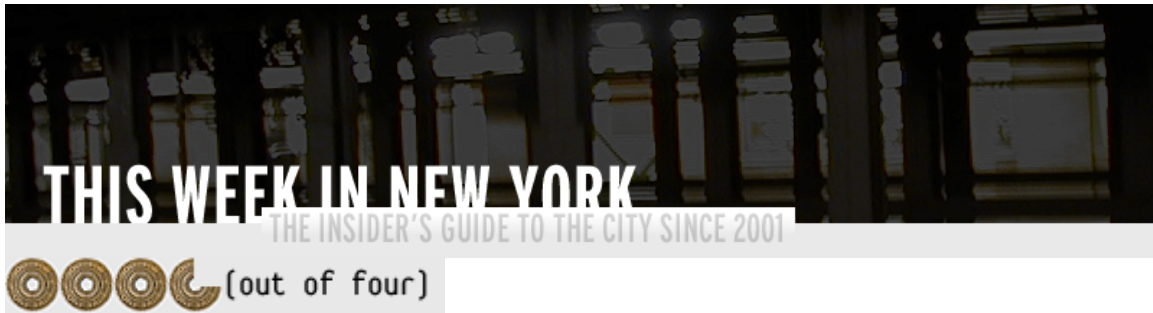 THIS WEEK IN NEW YORK
THE INSIDER'S GUIDE TO THE CITY SINCE 2001
(out of four)